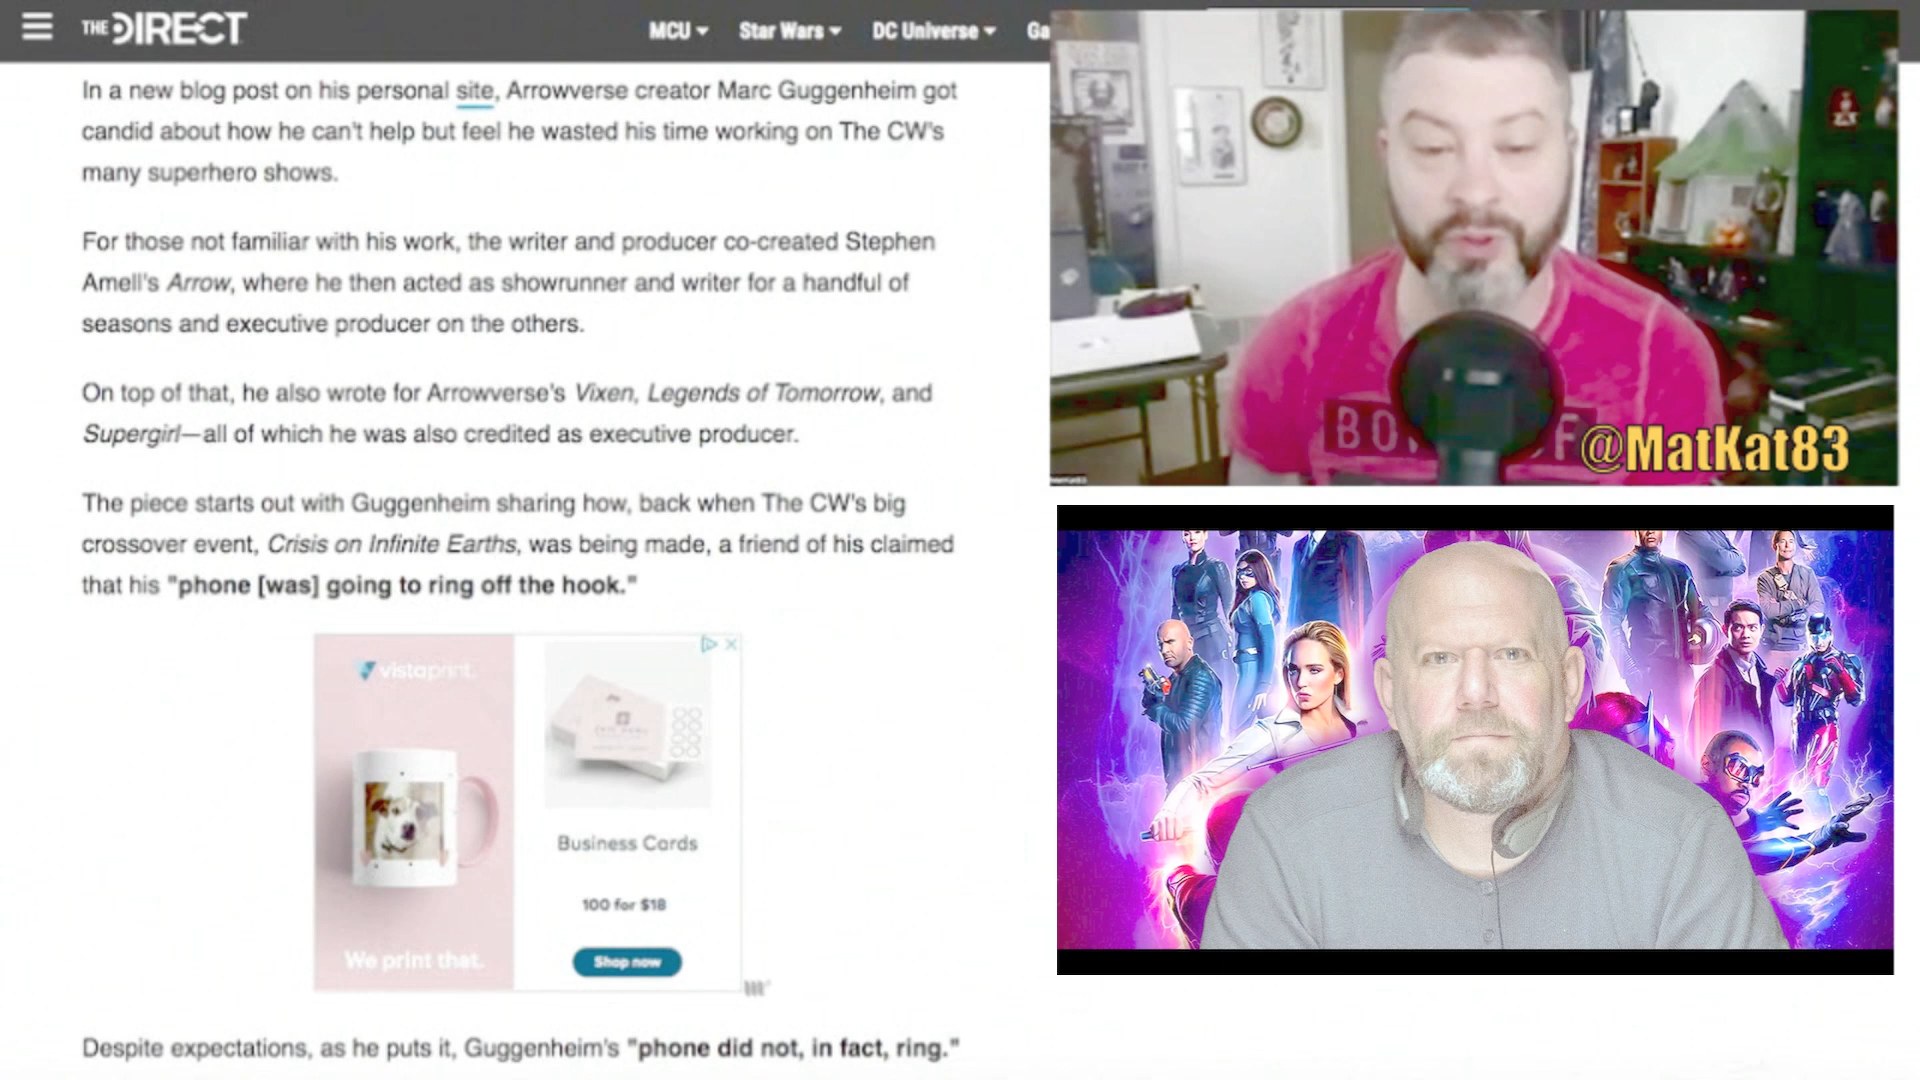 THE DIRECT
MCU
Star Wars
DC Universe
Ga
In a new blog post on his personal site, Arrowverse creator Marc Guggenheim got
candid about how he can't help but feel he wasted his time working on The CW's
many superhero shows.
For those not familiar with his work, the writer and producer co-created Stephen
Amell's Arrow, where he then acted as showrunner and writer for a handful of
seasons and executive producer on the others.
On top of that, he also wrote for Arrowverse's Vixen, Legends of Tomorrow, and
Supergirl—all of which he was also credited as executive producer.
The piece starts out with Guggenheim sharing how, back when The CW's big
crossover event, Crisis on Infinite Earths, was being made, a friend of his claimed
that his "phone [was] going to ring off the hook."
vistaprint.
We print that.
Business Cards
100 for $18
Shop now
Despite expectations, as he puts it, Guggenheim's "phone did not, in fact, ring."
BO
F
@MatKat83